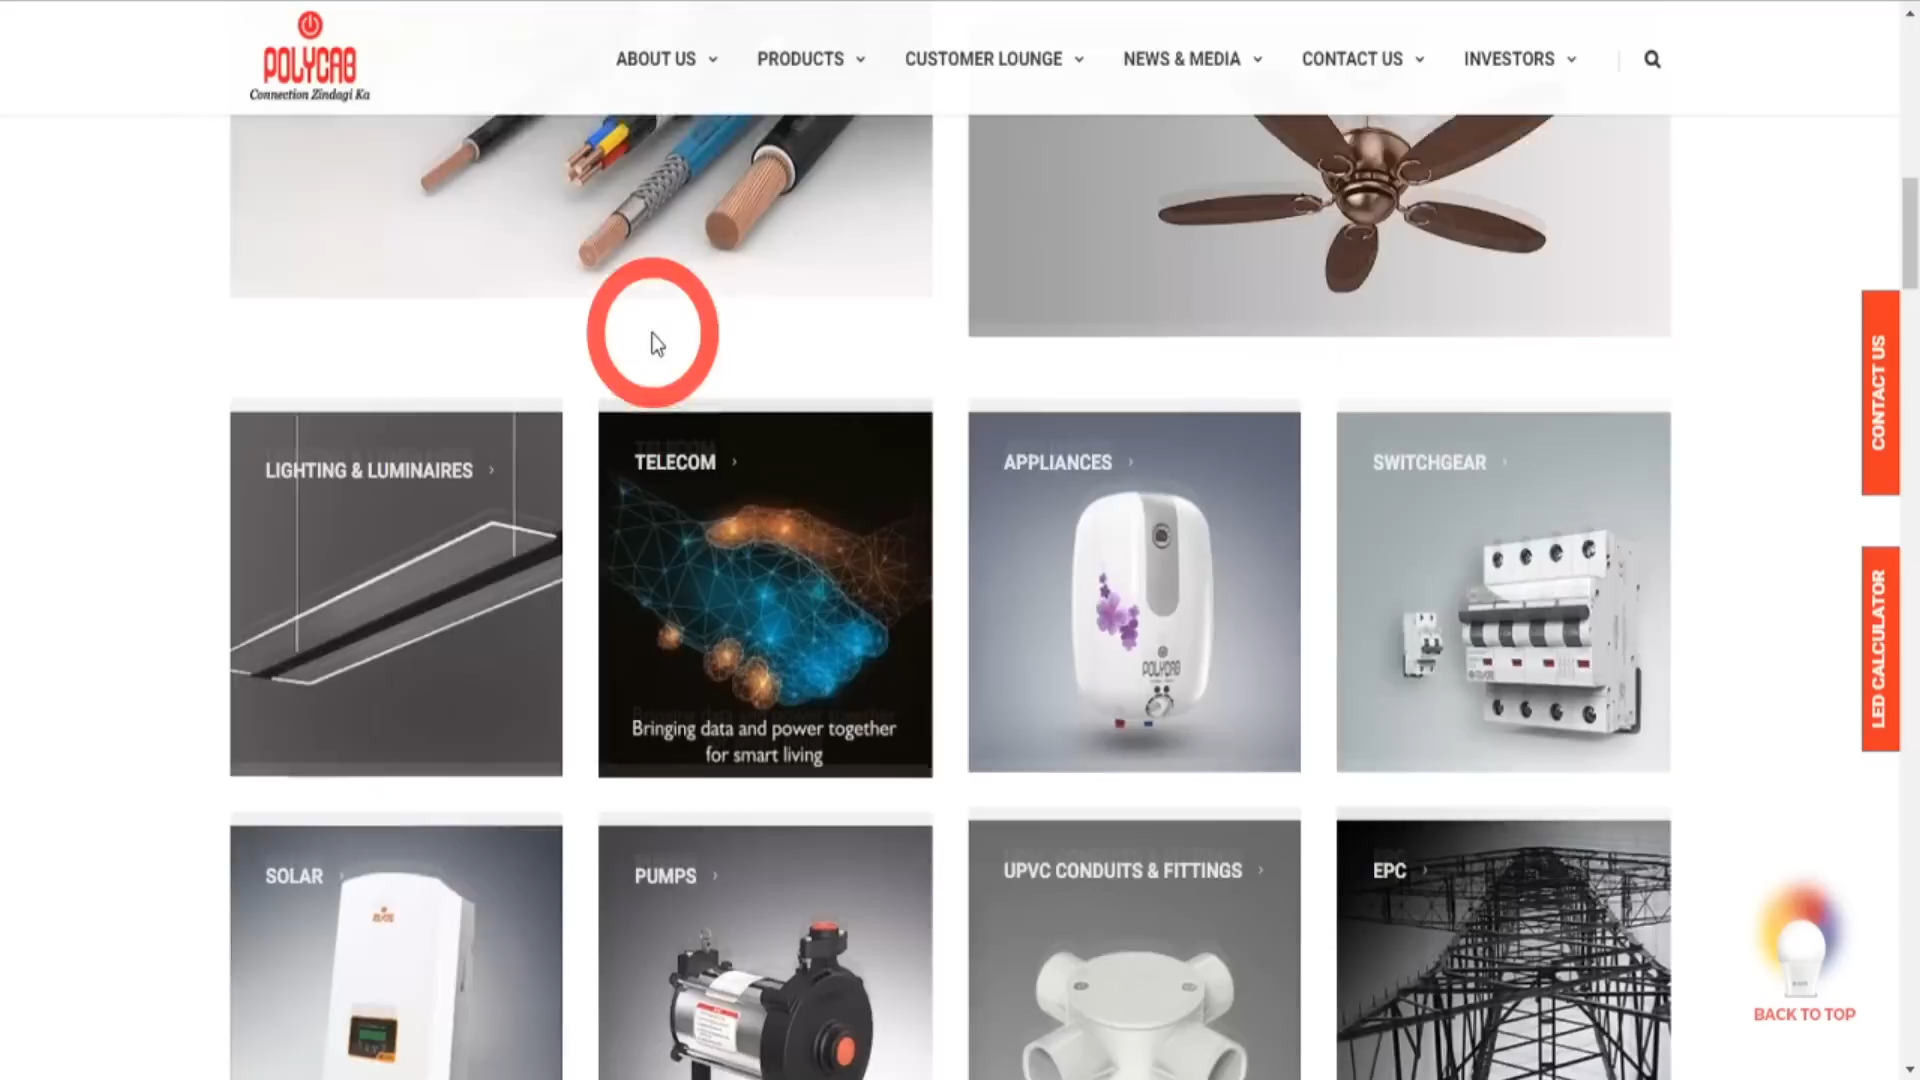 POLYCAB
Connection Zindagi Ka
ABOUT US
PRODUCTS
CUSTOMER LOUNGE
NEWS & MEDIA
CONTACT US
INVESTORS
CONTACT US
LED CALCULATOR
LIGHTING & LUMINAIRES
TELECOM
Bringing data and power together
for smart living
APPLIANCES
POLYCAB
SWITCHGEAR
SOLAR
PUMPS
UPVC CONDUITS & FITTINGS
EPC
BACK TO TOP